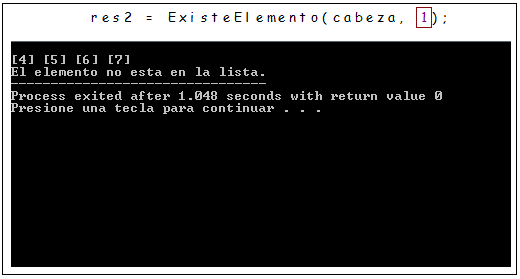 res2 = ExisteElemento(cabeza, 1);
[4] [5] [6] [7]
El elemento no esta en la lista.
--------------------------------
Process exited after 1.048 seconds with return value 0
Presione una tecla para continuar . . .